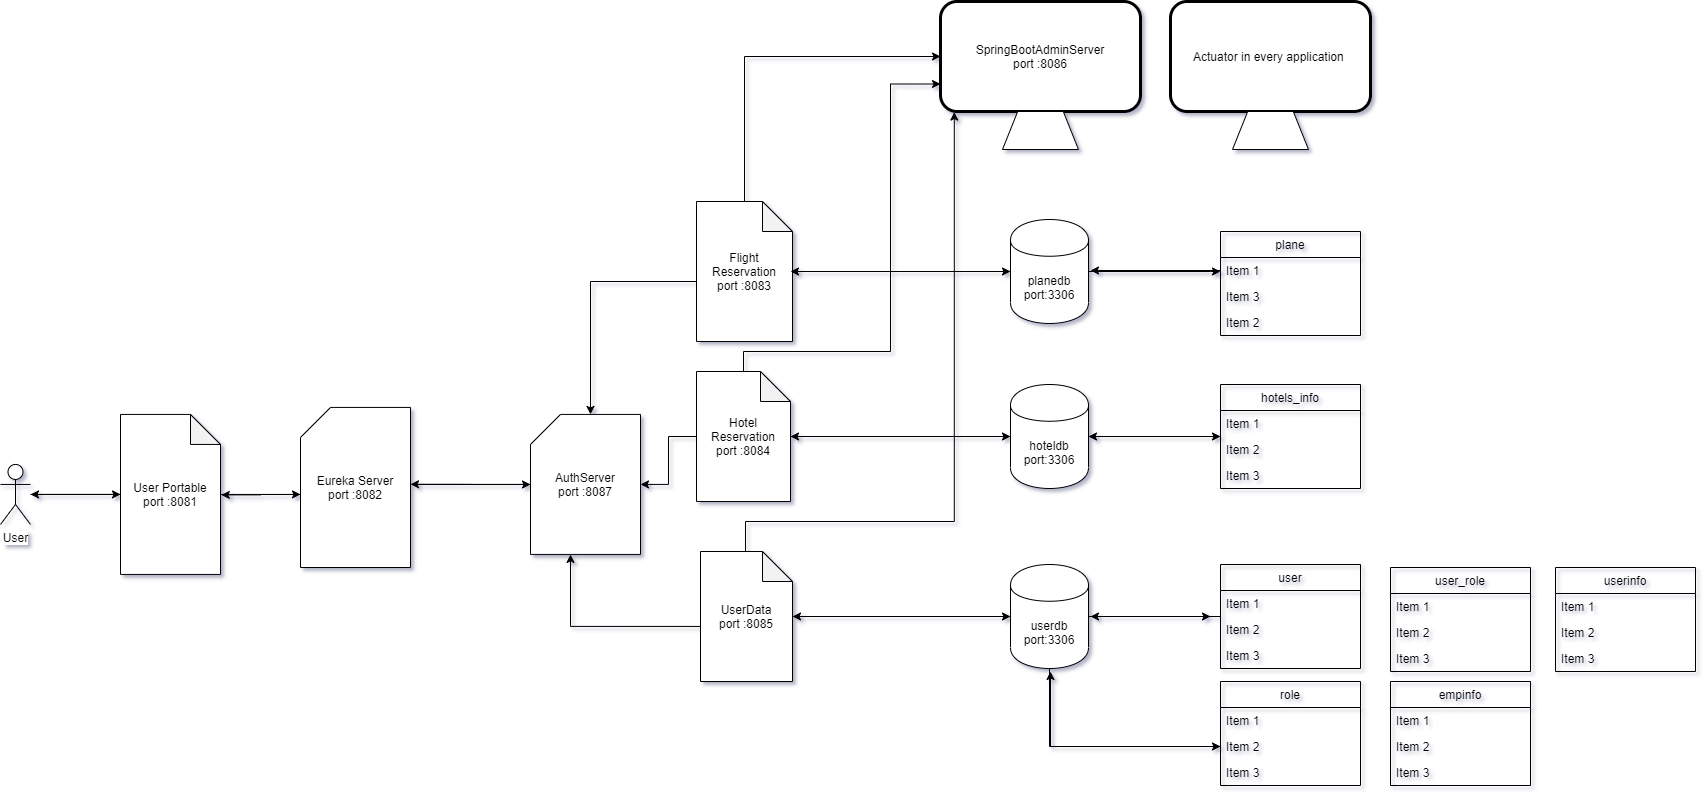 SpringBootAdminServer
port :8086
Actuator in every application
Flight
Reservation
port :8083
planedb
port:3306
plane
Item 1
Item 3
Item 2
Hotel
Reservation
port :8084
hoteldb
port:3306
hotels_info
Item 1
Item 2
Item 3
User
User Portable
port :8081
Eureka Server
port :8082
AuthServer
port :8087
UserData
port :8085
userdb
port:3306
user
Item 1
Item 2
Item 3
user_role
Item 1
Item 2
Item 3
userinfo
Item 1
Item 2
Item 3
role
Item 1
Item 2
Item 3
empinfo
Item 1
Item 2
Item 3